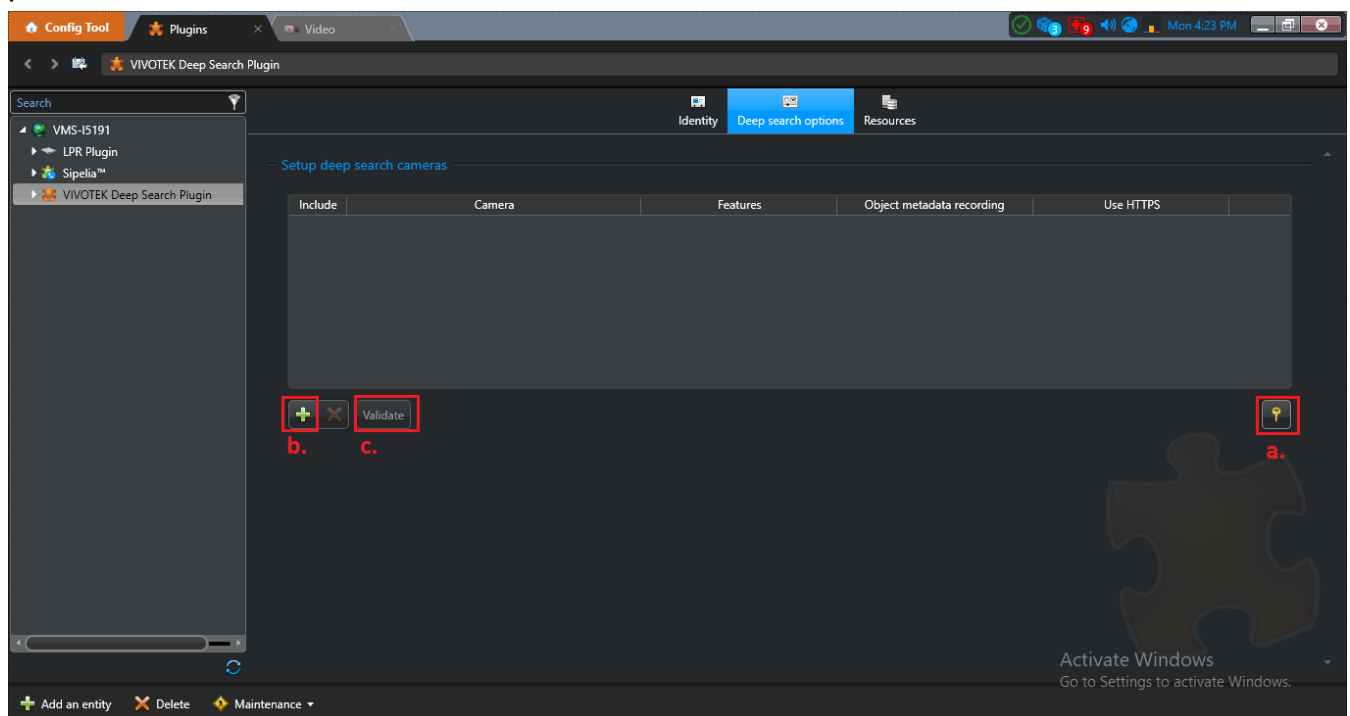 Config Tool
Plugins
Video
3
9
Mon 4:23 PM
VIVOTEK Deep Search Plugin
Search
VMS-I5191
LPR Plugin
Sipelia™
VIVOTEK Deep Search Plugin
Identity
Deep search options
Resources
Setup deep search cameras
Include Camera Features Object metadata recording Use HTTPS
Validate
b. c.
a.
Activate Windows
Go to Settings to activate Windows.
Add an entity Delete Maintenance